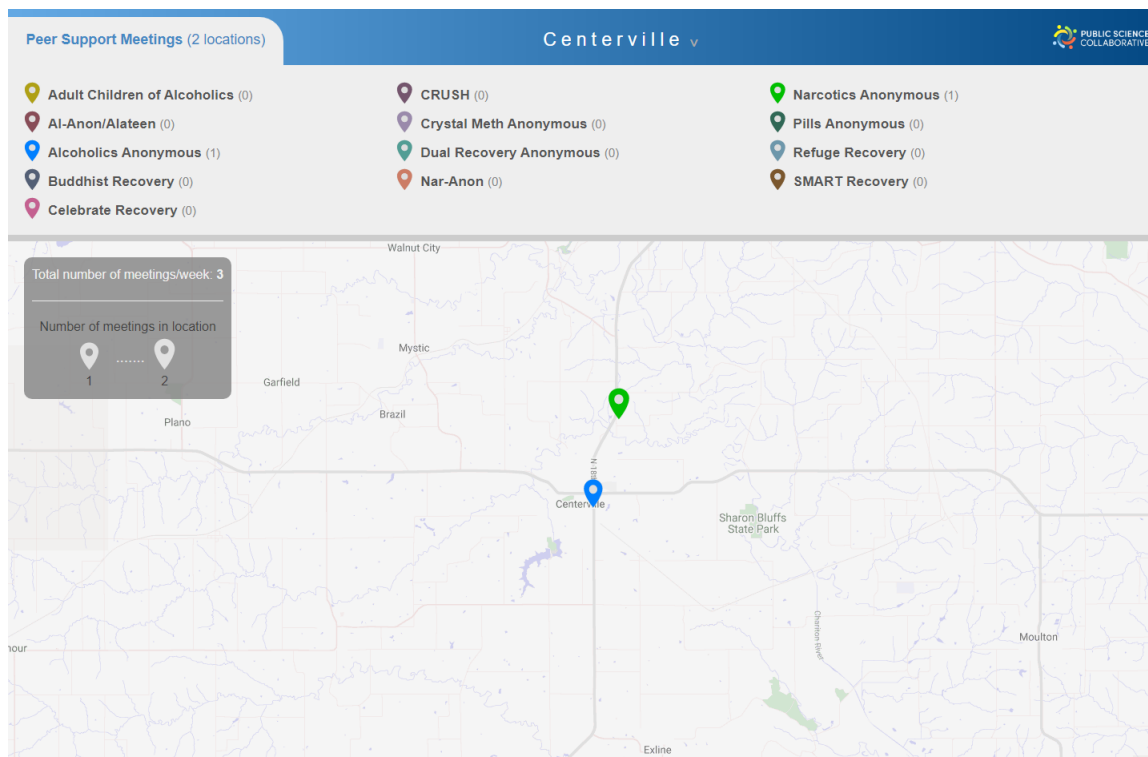 Peer Support Meetings (2 locations)
Centerville v
PUBLIC SCIENCE
COLLABORATIVE
Adult Children of Alcoholics (0)
Al-Anon/Alateen (0)
Alcoholics Anonymous (1)
Buddhist Recovery (0)
Celebrate Recovery (0)
CRUSH (0)
Crystal Meth Anonymous (0)
Dual Recovery Anonymous (0)
Nar-Anon (0)
Narcotics Anonymous (1)
Pills Anonymous (0)
Refuge Recovery (0)
SMART Recovery (0)
Total number of meetings/week: 3
Number of meetings in location
.......
1 2
Walnut City
Mystic
Garfield
Brazil
Plano
Centerville
Sharon Bluffs
State Park
Chariton River
Moulton
Exline